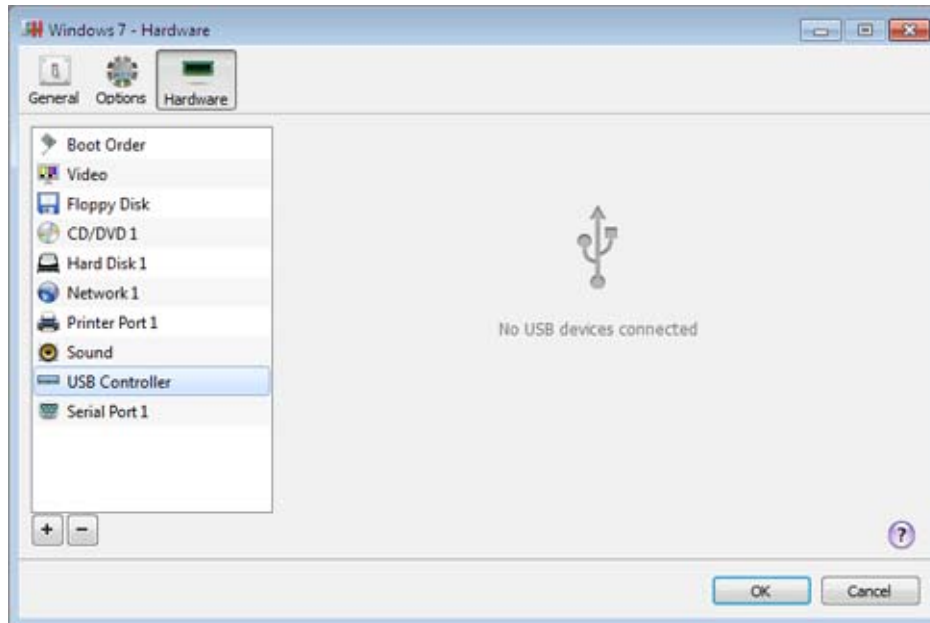 Windows 7 - Hardware
General Options Hardware
Boot Order
Video
Floppy Disk
CD/DVD 1
Hard Disk 1
Network 1
Printer Port 1
Sound
USB Controller
Serial Port 1
No USB devices connected
+ -
?
OK Cancel